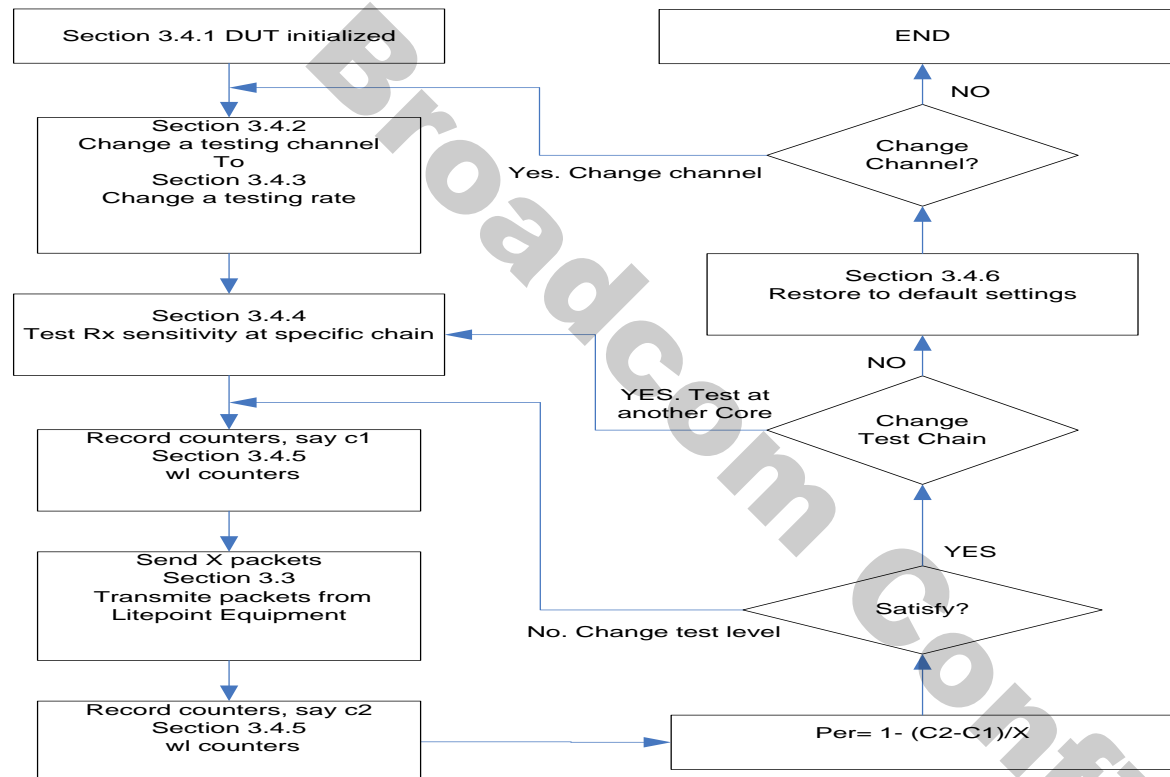 Section 3.4.1 DUT initialized
Section 3.4.2
Change a testing channel
To
Section 3.4.3
Change a testing rate
Section 3.4.4
Test Rx sensitivity at specific chain
Record counters, say c1
Section 3.4.5
wl counters
Send X packets
Section 3.3
Transmite packets from
Litepoint Equipment
Record counters, say c2
Section 3.4.5
wl counters
Per= 1- (C2-C1)/X
Satisfy?
No. Change test level
YES
Change
Test Chain
YES. Test at
another Core
NO
Section 3.4.6
Restore to default settings
Change
Channel?
Yes. Change channel
NO
END
Broadcom Conf